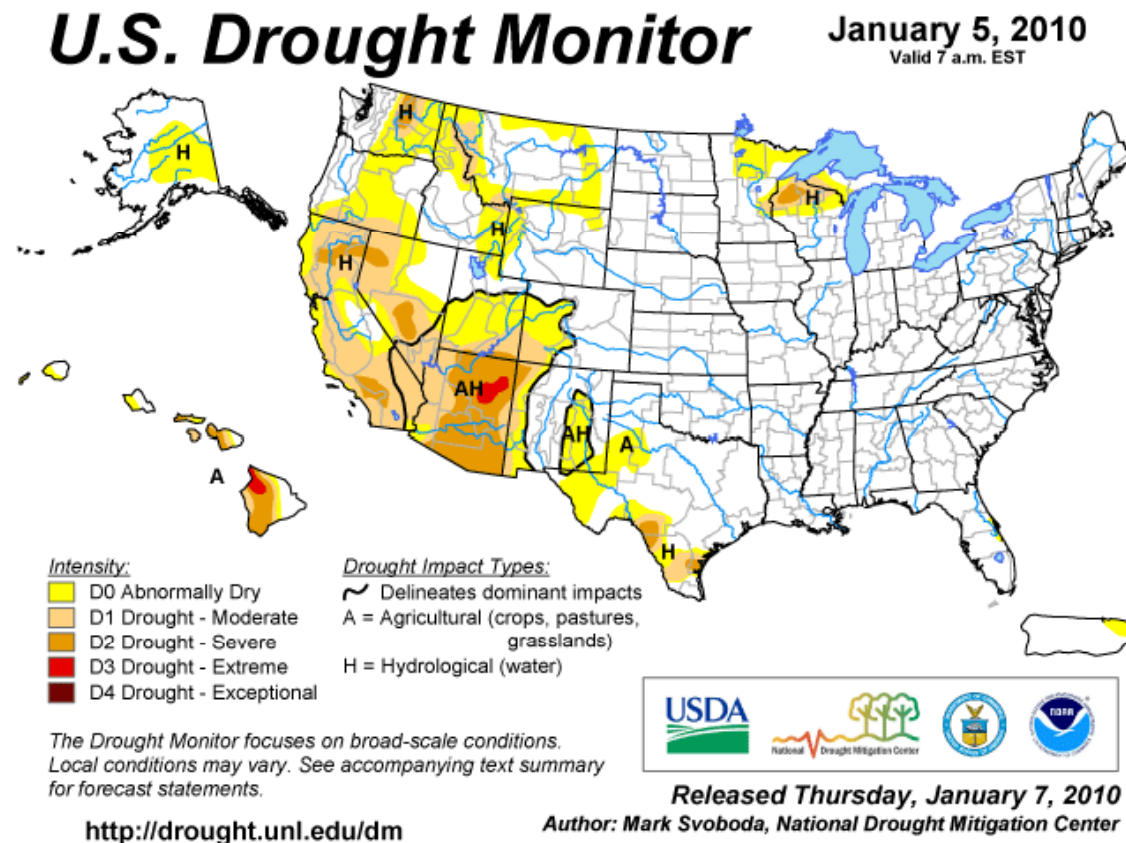 U.S. Drought Monitor
January 5, 2010
Valid 7 a.m. EST
H
H
H
H
H
AH
AH
A
H
A
Intensity:
D0 Abnormally Dry
D1 Drought - Moderate
D2 Drought - Severe
D3 Drought - Extreme
D4 Drought - Exceptional
Drought Impact Types:
Delineates dominant impacts
A = Agricultural (crops, pastures,
grasslands)
H = Hydrological (water)
The Drought Monitor focuses on broad-scale conditions.
Local conditions may vary. See accompanying text summary
for forecast statements.
http://drought.unl.edu/dm
USDA
National Drought Mitigation Center
NOAA
Released Thursday, January 7, 2010
Author: Mark Svoboda, National Drought Mitigation Center